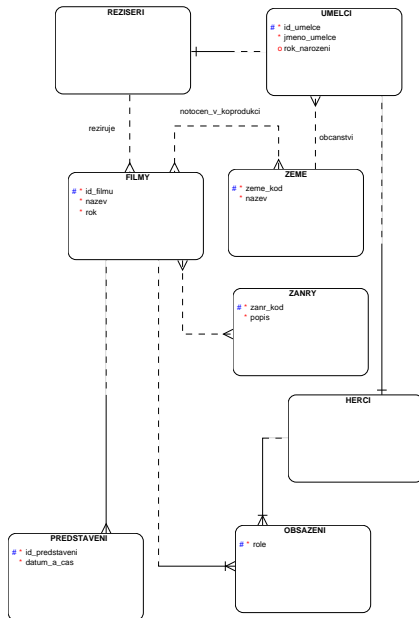 REZISERI
UMELCI
# * id_umelce
* jmeno_umelce
o rok_narozeni
notocen_v_koprodukci
reziruje
obcanstvi
FILMY
# * id_filmu
* nazev
* rok
ZEME
# * zeme_kod
* nazev
ZANRY
# * zanr_kod
* popis
HERCI
PREDSTAVENI
# * id_predstaveni
* datum_a_cas
OBSAZENI
# * role